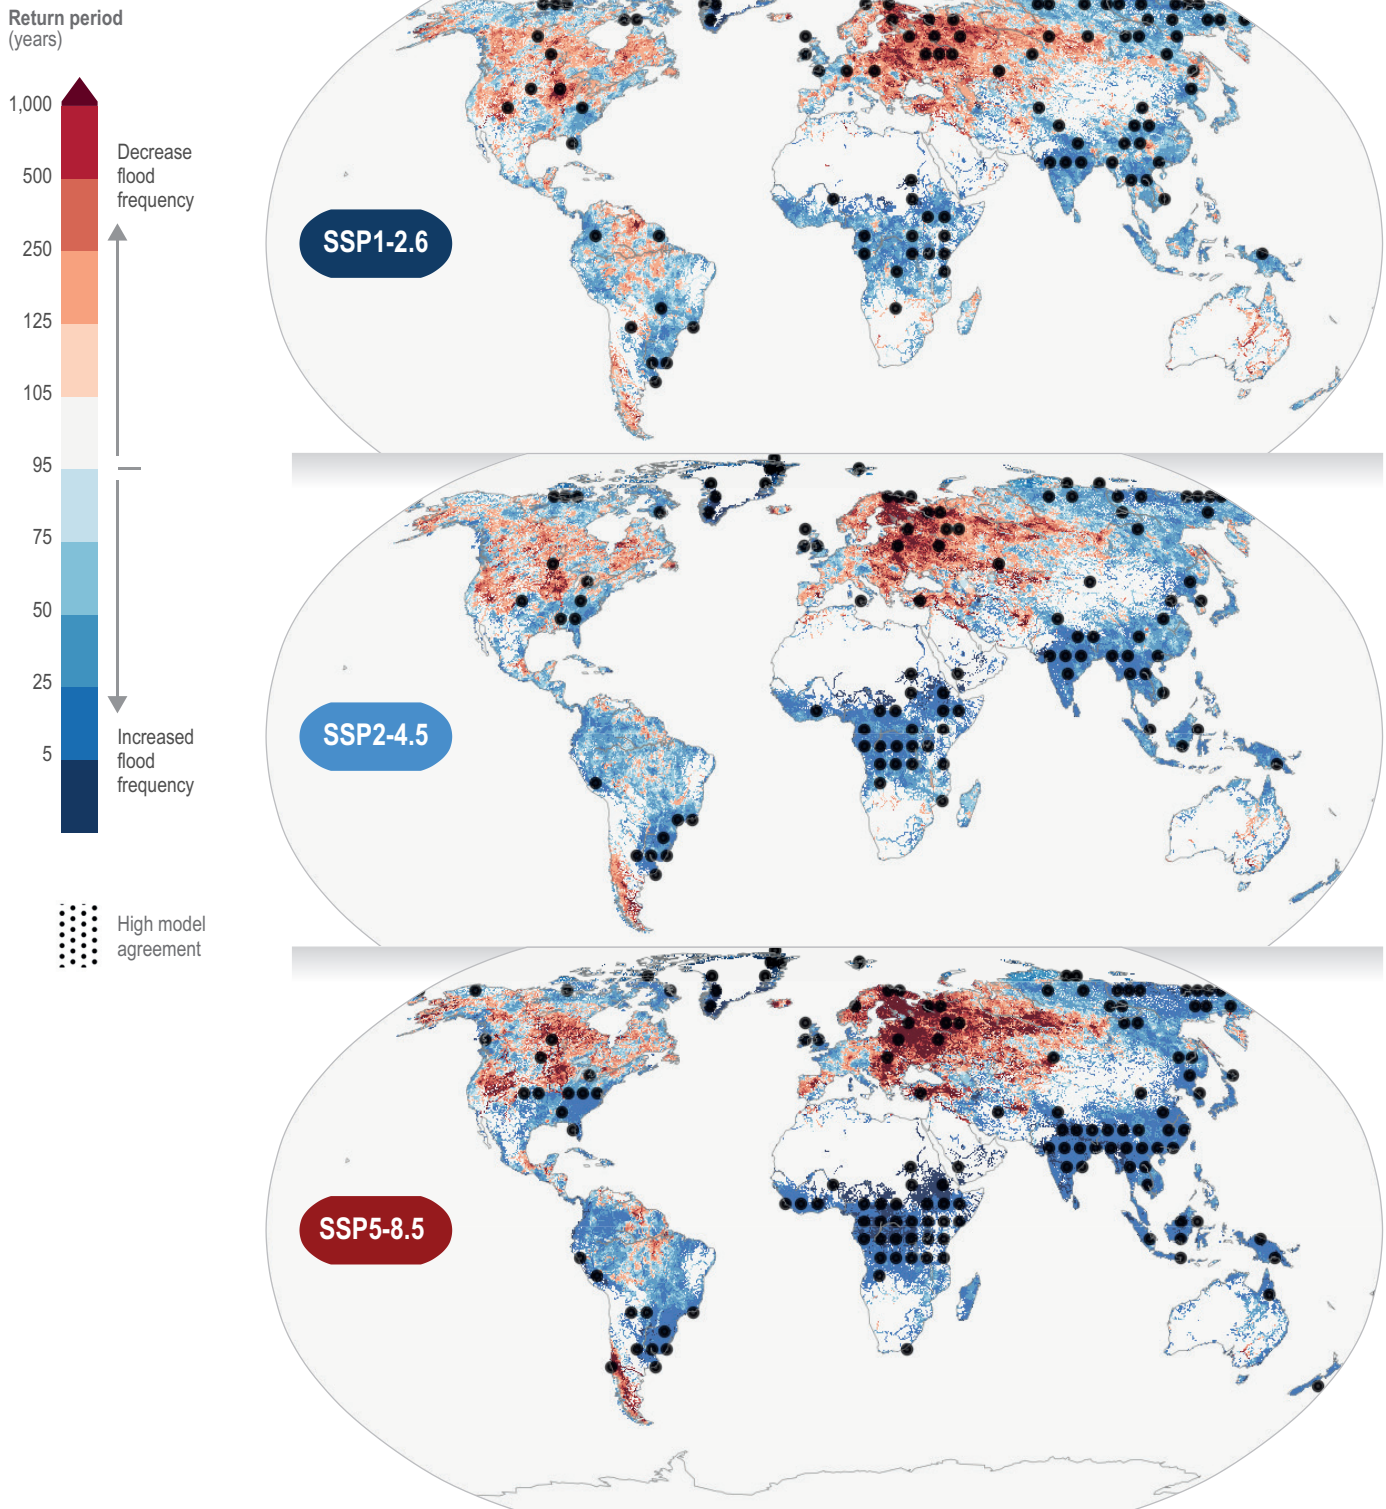 Return period
(years)
1,000
Decrease
flood
frequency
500
250
125
105
95
75
50
25
5
Increased
flood
frequency
High model
agreement
SSP1-2.6
SSP2-4.5
SSP5-8.5